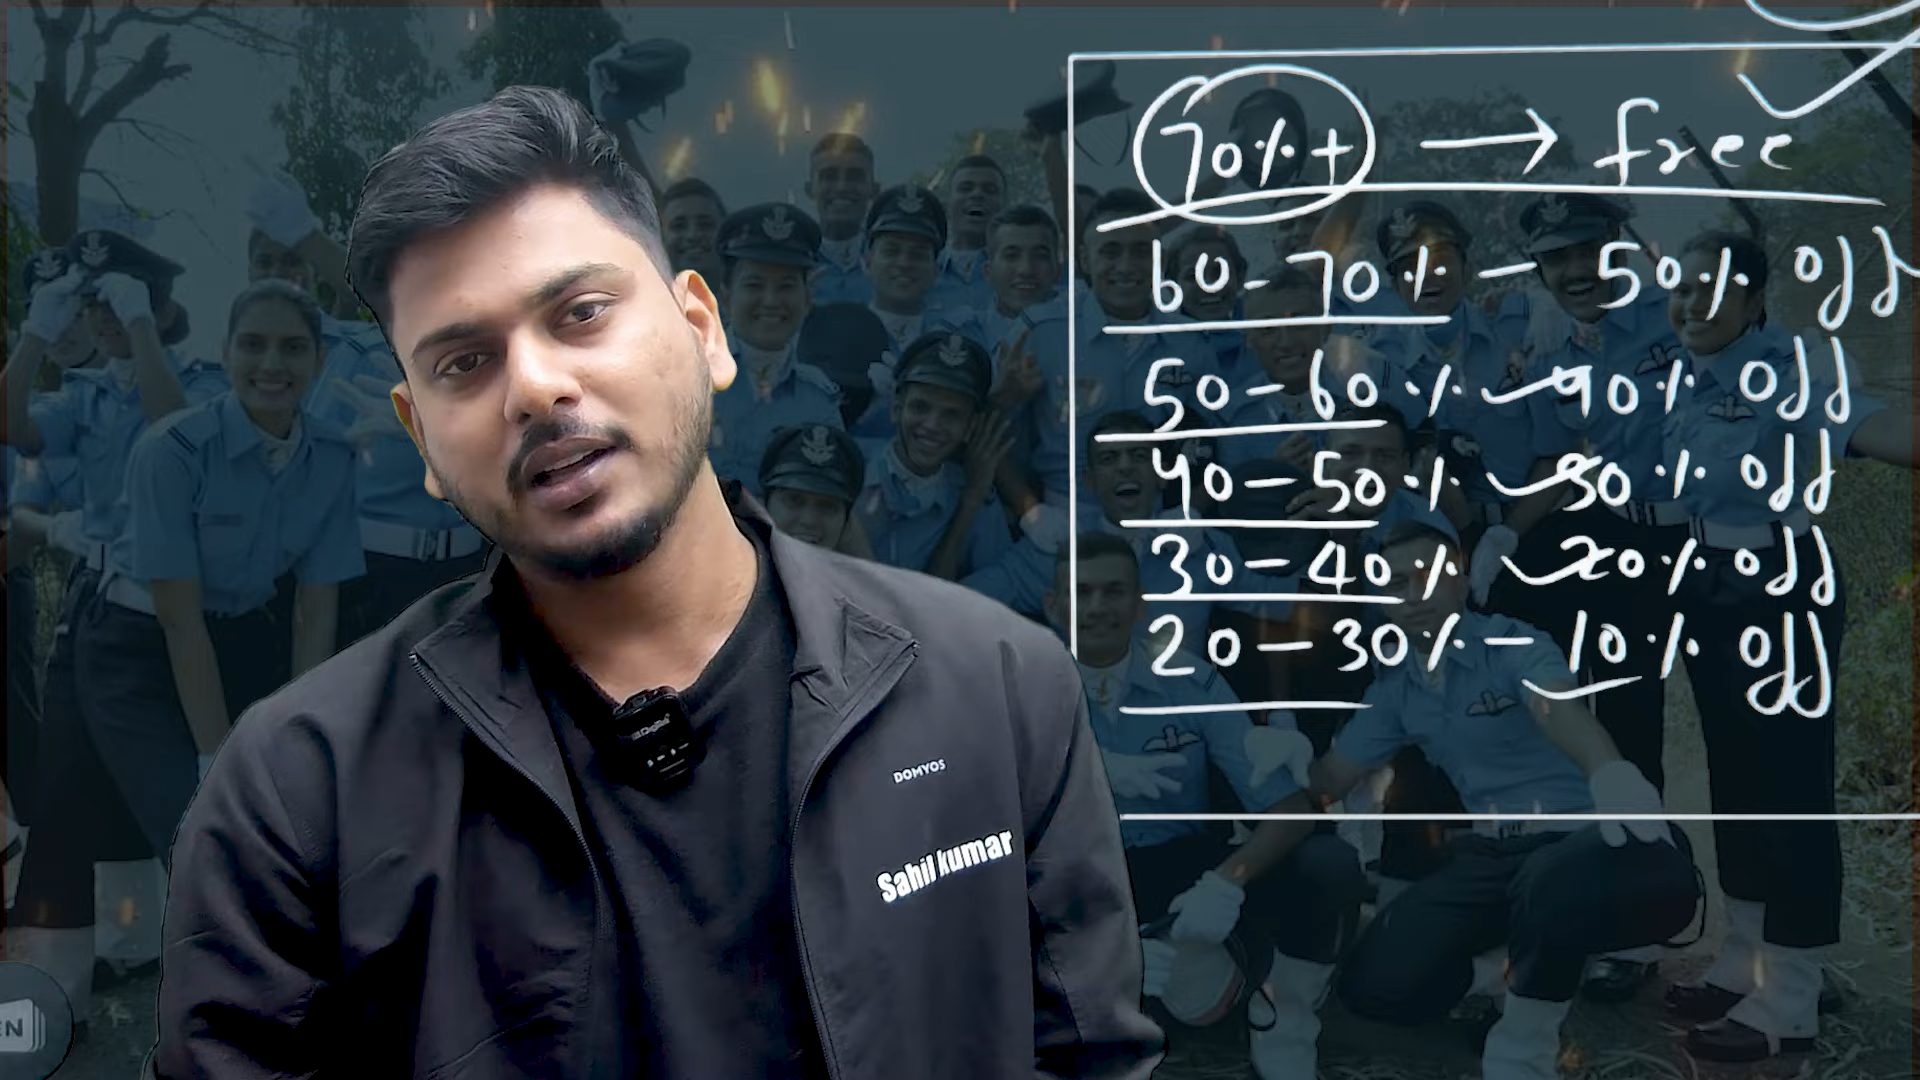 70%+ → free
60-70% - 50% off
50-60% 40% off
40-50% 30% off
30-40% 20% off
20-30% - 10% off
DOMYOS
Sahil kumar
EN